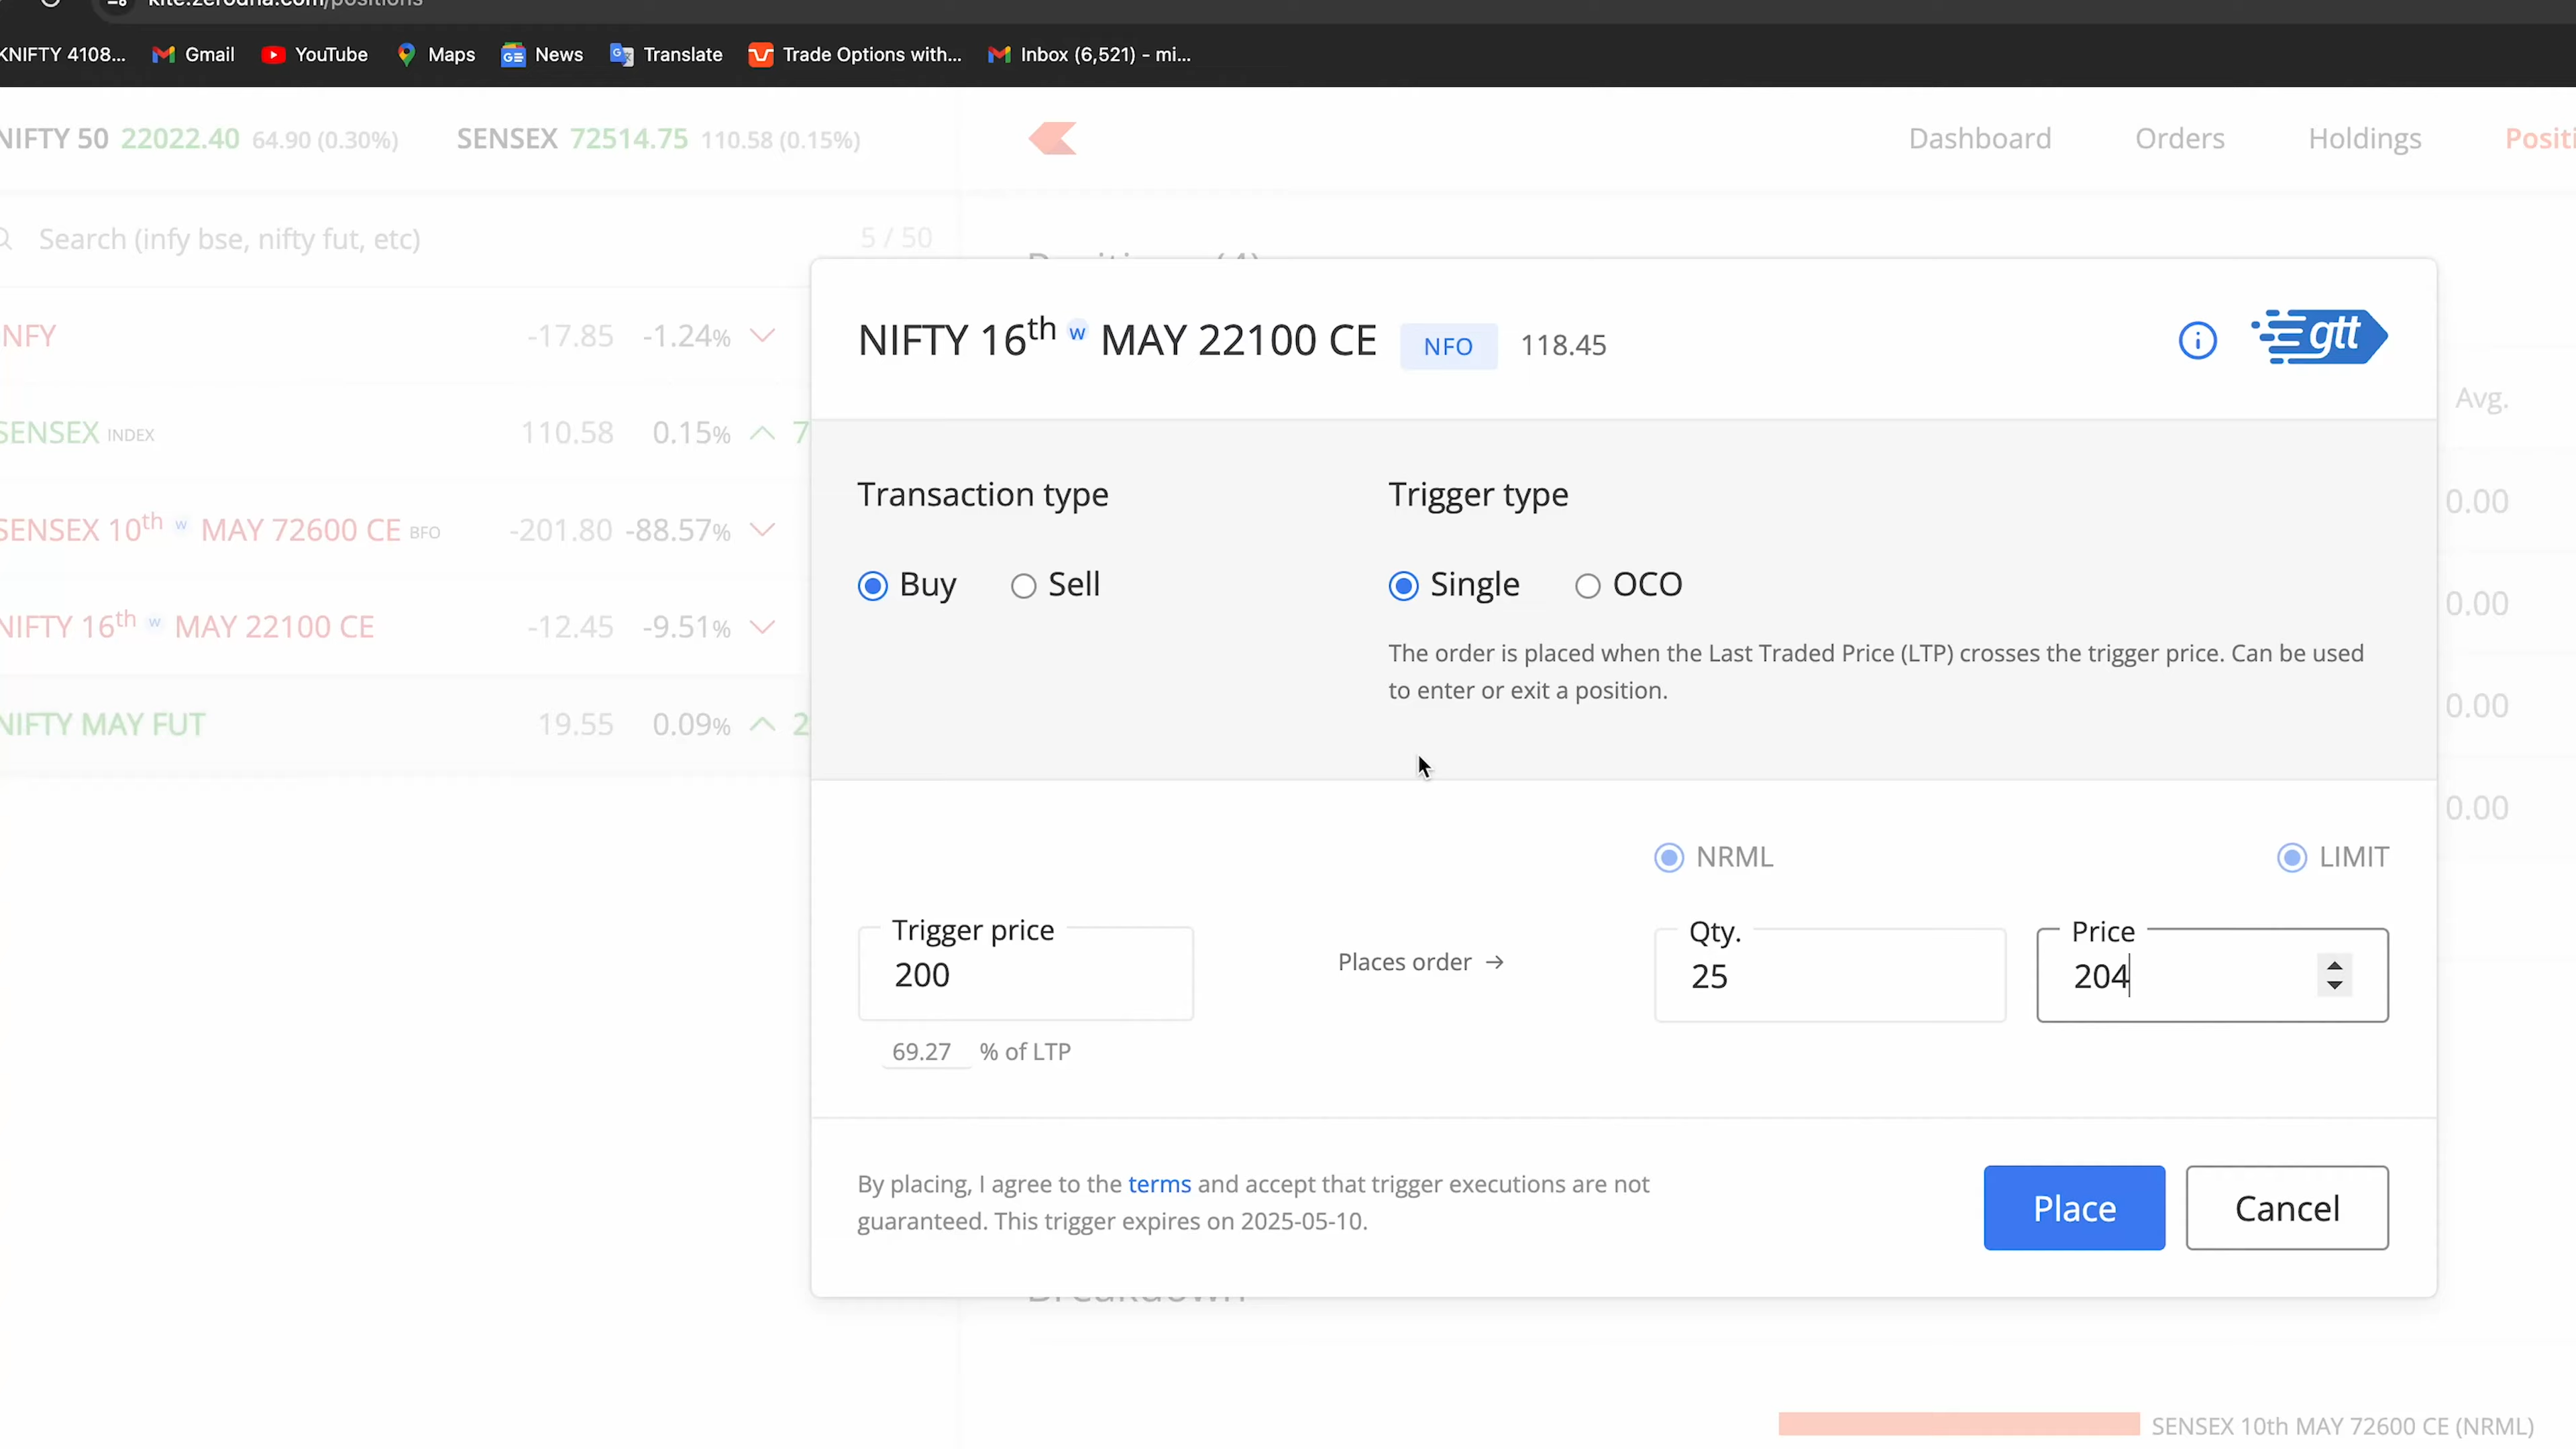 kite.zerodha.com/positions
KNIFTY 4108... Gmail YouTube Maps News Translate Trade Options with... Inbox (6,521) - mi...
NIFTY 50 22022.40 64.90 (0.30%) SENSEX 72514.75 110.58 (0.15%)
Dashboard Orders Holdings Positi
Search (infy bse, nifty fut, etc) 5 / 50
NFY -17.85 -1.24%
SENSEX INDEX 110.58 0.15% 7
SENSEX 10th w MAY 72600 CE BFO -201.80 -88.57%
NIFTY 16th w MAY 22100 CE -12.45 -9.51%
NIFTY MAY FUT 19.55 0.09% 2
NIFTY 16th w MAY 22100 CE NFO 118.45
gtt
Avg.
0.00
0.00
0.00
0.00
Transaction type
Buy Sell
Trigger type
Single OCO
The order is placed when the Last Traded Price (LTP) crosses the trigger price. Can be used
to enter or exit a position.
NRML LIMIT
Trigger price
200
69.27 % of LTP
Places order →
Qty.
25
Price
204
By placing, I agree to the terms and accept that trigger executions are not
guaranteed. This trigger expires on 2025-05-10.
Place Cancel
Breakdown
SENSEX 10th MAY 72600 CE (NRML)